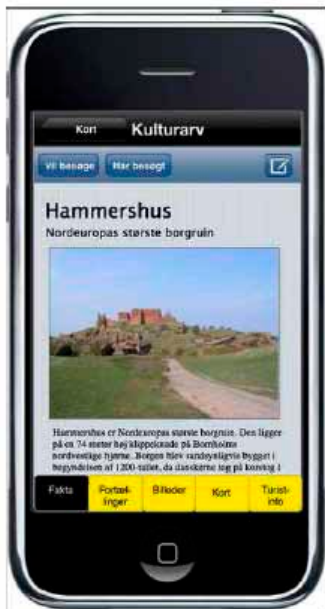 Kort
Kulturarv
Vil besøge
Har besøgt
Hammershus
Nordeuropas største borgruin
Hammershus er Nordeuropas største borgruin. Den ligger
på en 74 meter høj klippeknude på Bornholms
nordvestlige hjørne. Borgen blev sandsynligvis bygget i
begyndelsen af 1200-tallet, da danskerne tog på korstog i
Fakta
Fortæl-
linger
Billeder
Kort
Turist-
info